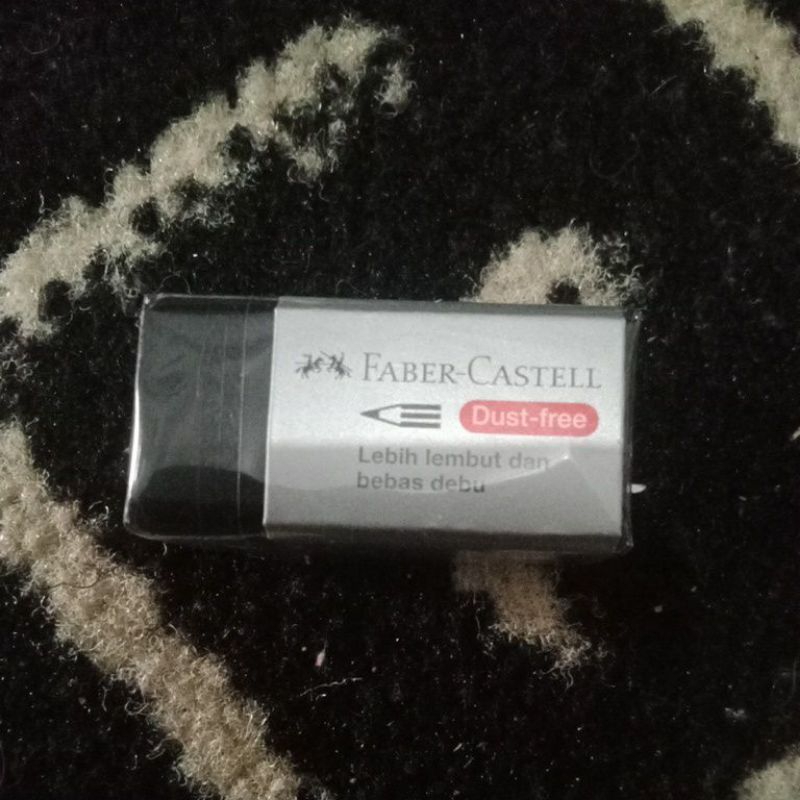 FABER-CASTELL
Dust-free
Lebih lembut dan
bebas debu